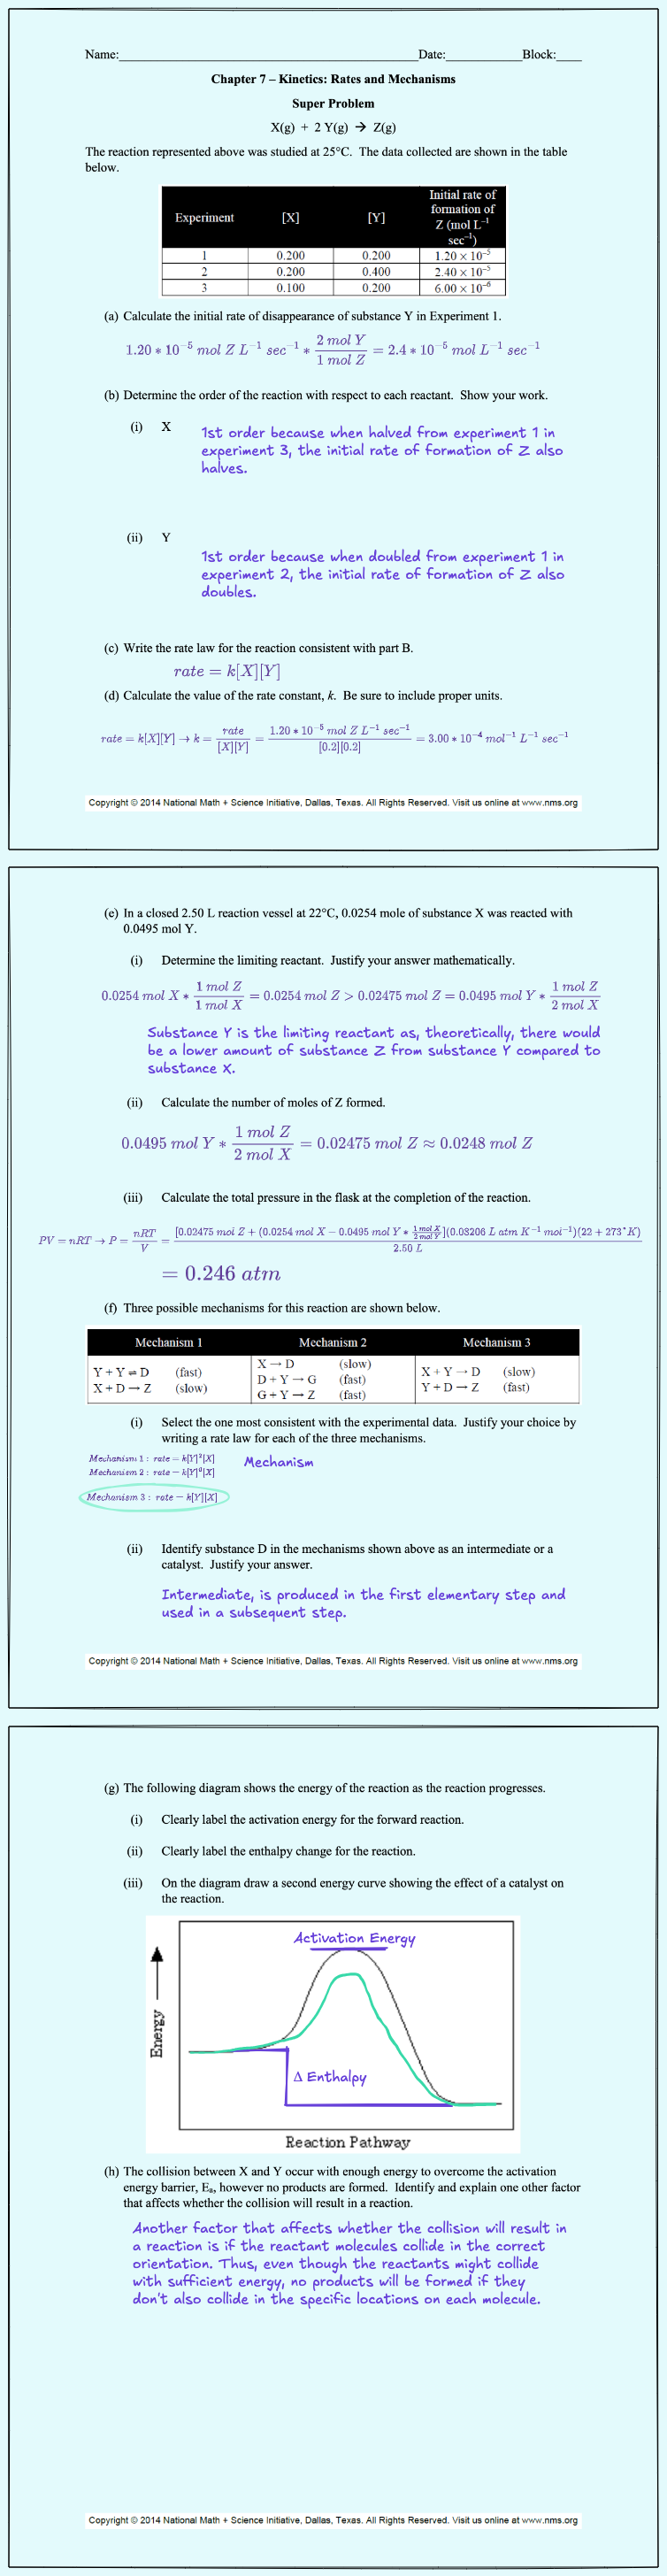 Name:____________________Date:__________Block:____
Chapter 7 – Kinetics: Rates and Mechanisms
Super Problem
X(g) + 2 Y(g) → Z(g)
The reaction represented above was studied at 25°C. The data collected are shown in the table
below.
Experiment [X] [Y] Initial rate of formation of Z (mol L⁻¹ sec⁻¹)
1 0.200 0.200 1.20 × 10⁻⁵
2 0.200 0.400 2.40 × 10⁻⁵
3 0.100 0.200 6.00 × 10⁻⁶
(a) Calculate the initial rate of disappearance of substance Y in Experiment 1.
1.20 * 10⁻⁵ mol Z L⁻¹ sec⁻¹ * 2 mol Y / 1 mol Z = 2.4 * 10⁻⁵ mol L⁻¹ sec⁻¹
(b) Determine the order of the reaction with respect to each reactant. Show your work.
(i) X
1st order because when halved from experiment 1 in
experiment 3, the initial rate of formation of Z also
halves.
(ii) Y
1st order because when doubled from experiment 1 in
experiment 2, the initial rate of formation of Z also
doubles.
(c) Write the rate law for the reaction consistent with part B.
rate = k[X][Y]
(d) Calculate the value of the rate constant, k. Be sure to include proper units.
rate = k[X][Y] → k = rate / [X][Y] = 1.20 * 10⁻⁵ mol Z L⁻¹ sec⁻¹ / [0.2][0.2] = 3.00 * 10⁻⁴ mol⁻¹ L⁻¹ sec⁻¹
Copyright © 2014 National Math + Science Initiative, Dallas, Texas. All Rights Reserved. Visit us online at www.nms.org
(e) In a closed 2.50 L reaction vessel at 22°C, 0.0254 mole of substance X was reacted with
0.0495 mol Y.
(i) Determine the limiting reactant. Justify your answer mathematically.
0.0254 mol X * 1 mol Z / 1 mol X = 0.0254 mol Z > 0.02475 mol Z = 0.0495 mol Y * 1 mol Z / 2 mol X
Substance Y is the limiting reactant as, theoretically, there would
be a lower amount of substance Z from substance Y compared to
substance X.
(ii) Calculate the number of moles of Z formed.
0.0495 mol Y * 1 mol Z / 2 mol X = 0.02475 mol Z ≈ 0.0248 mol Z
(iii) Calculate the total pressure in the flask at the completion of the reaction.
PV = nRT → P = nRT / V = [0.02475 mol Z + (0.0254 mol X − 0.0495 mol Y * 1 mol X / 2 mol Y](0.08206 L atm K⁻¹ mol⁻¹)(22 + 273°K) / 2.50 L
= 0.246 atm
(f) Three possible mechanisms for this reaction are shown below.
Mechanism 1 Mechanism 2 Mechanism 3
Y + Y ⇌ D (fast) X → D (slow) X + Y → D (slow)
X + D → Z (slow) D + Y → G (fast) Y + D → Z (fast)
G + Y → Z (fast)
(i) Select the one most consistent with the experimental data. Justify your choice by
writing a rate law for each of the three mechanisms.
Mechanism 1 : rate = k[Y]²[X] Mechanism
Mechanism 2 : rate = k[Y]⁰[X]
Mechanism 3 : rate = k[Y][X]
(ii) Identify substance D in the mechanisms shown above as an intermediate or a
catalyst. Justify your answer.
Intermediate, is produced in the first elementary step and
used in a subsequent step.
Copyright © 2014 National Math + Science Initiative, Dallas, Texas. All Rights Reserved. Visit us online at www.nms.org
(g) The following diagram shows the energy of the reaction as the reaction progresses.
(i) Clearly label the activation energy for the forward reaction.
(ii) Clearly label the enthalpy change for the reaction.
(iii) On the diagram draw a second energy curve showing the effect of a catalyst on
the reaction.
Activation Energy
Energy
Δ Enthalpy
Reaction Pathway
(h) The collision between X and Y occur with enough energy to overcome the activation
energy barrier, Eₐ, however no products are formed. Identify and explain one other factor
that affects whether the collision will result in a reaction.
Another factor that affects whether the collision will result in
a reaction is if the reactant molecules collide in the correct
orientation. Thus, even though the reactants might collide
with sufficient energy, no products will be formed if they
don't also collide in the specific locations on each molecule.
Copyright © 2014 National Math + Science Initiative, Dallas, Texas. All Rights Reserved. Visit us online at www.nms.org